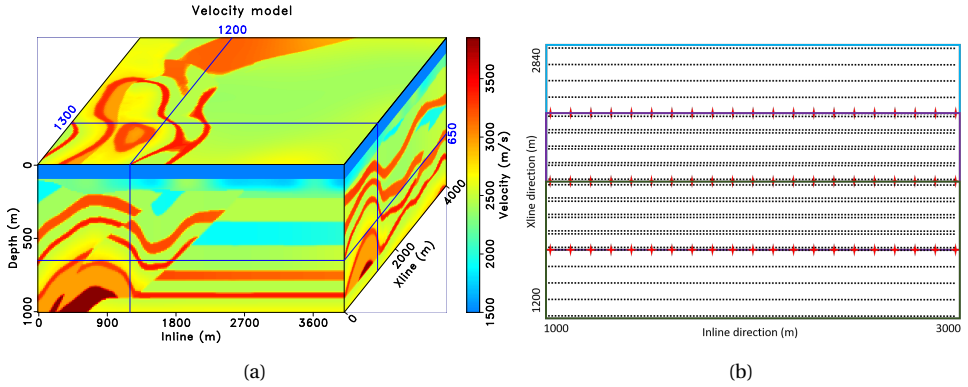 Velocity model
1200
1300
650
0
500
1000
Depth (m)
0
900
1800
2700
3600
Inline (m)
0
2000
4000
Xline (m)
3500
3000
2500
2000
1500
Velocity (m/s)
(a)
2840
Xline direction (m)
1200
1000
Inline direction (m)
3000
(b)